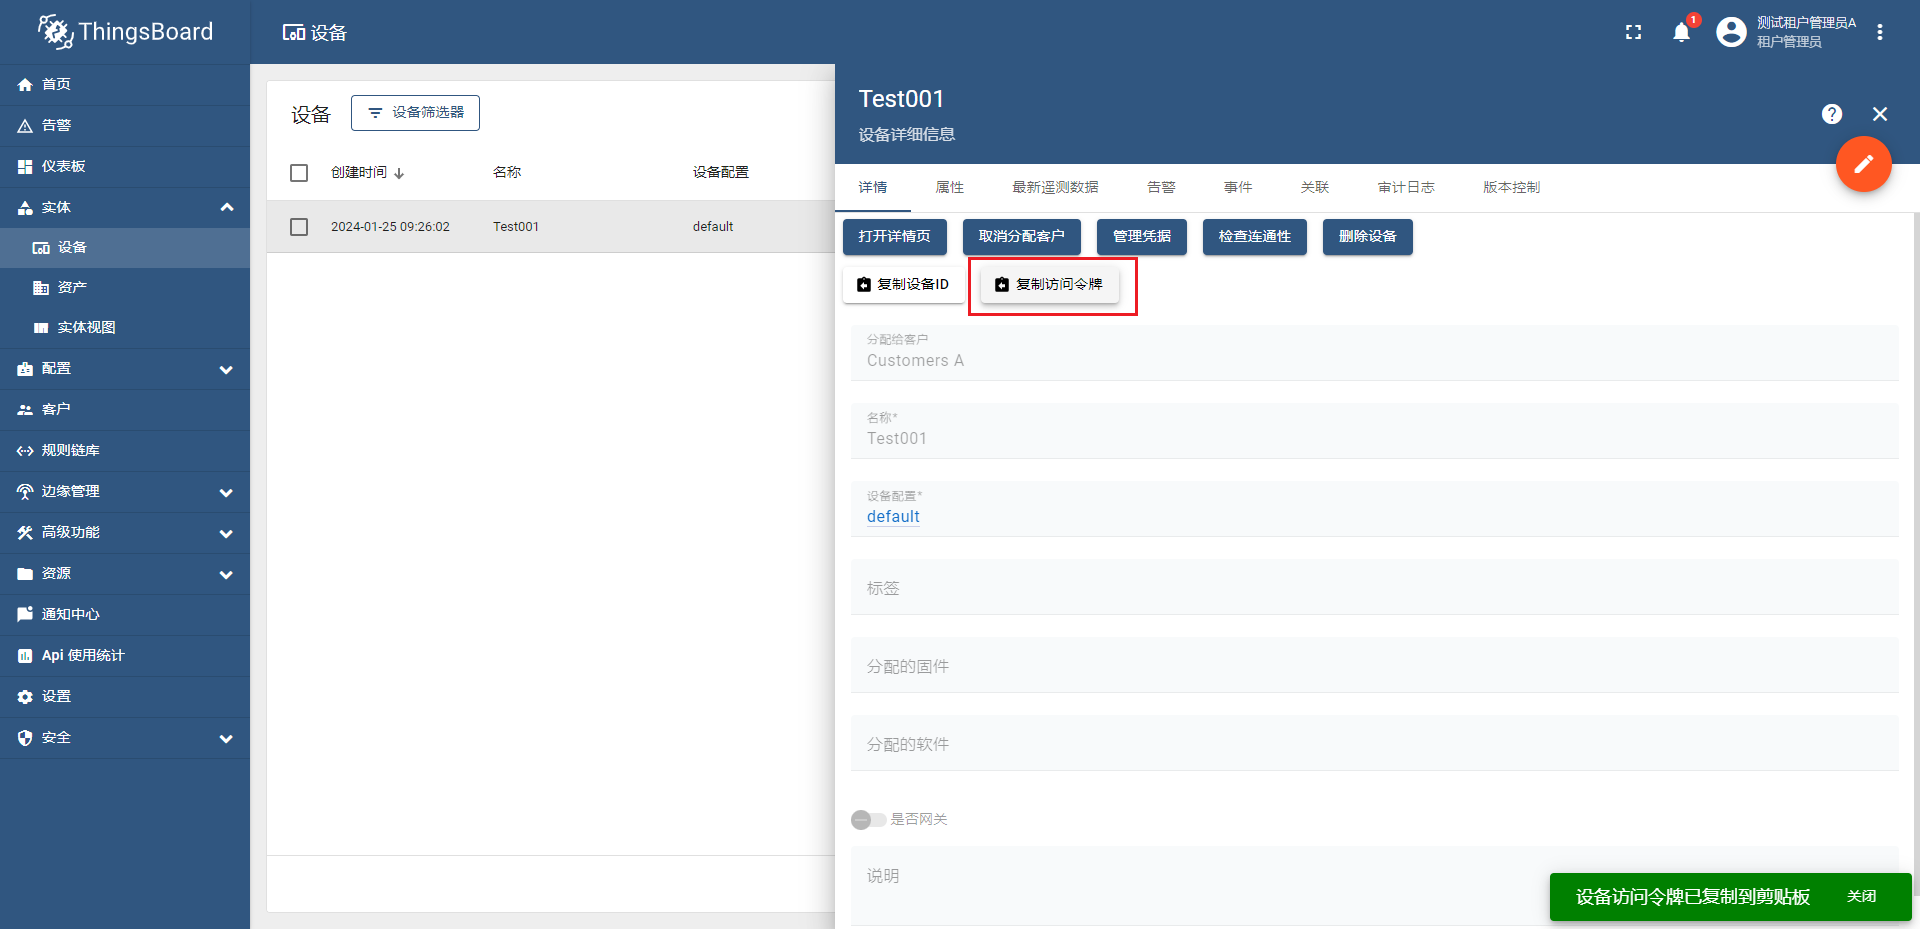 ThingsBoard
设备
1
测试租户管理员A
租户管理员
首页
告警
仪表板
实体
设备
资产
实体视图
配置
客户
规则链库
边缘管理
高级功能
资源
通知中心
Api 使用统计
设置
安全
设备
设备筛选器
创建时间
名称
设备配置
2024-01-25 09:26:02
Test001
default
Test001
设备详细信息
详情
属性
最新遥测数据
告警
事件
关联
审计日志
版本控制
打开详情页
取消分配客户
管理凭据
检查连通性
删除设备
复制设备ID
复制访问令牌
分配给客户
Customers A
名称*
Test001
设备配置*
default
标签
分配的固件
分配的软件
是否网关
说明
设备访问令牌已复制到剪贴板
关闭